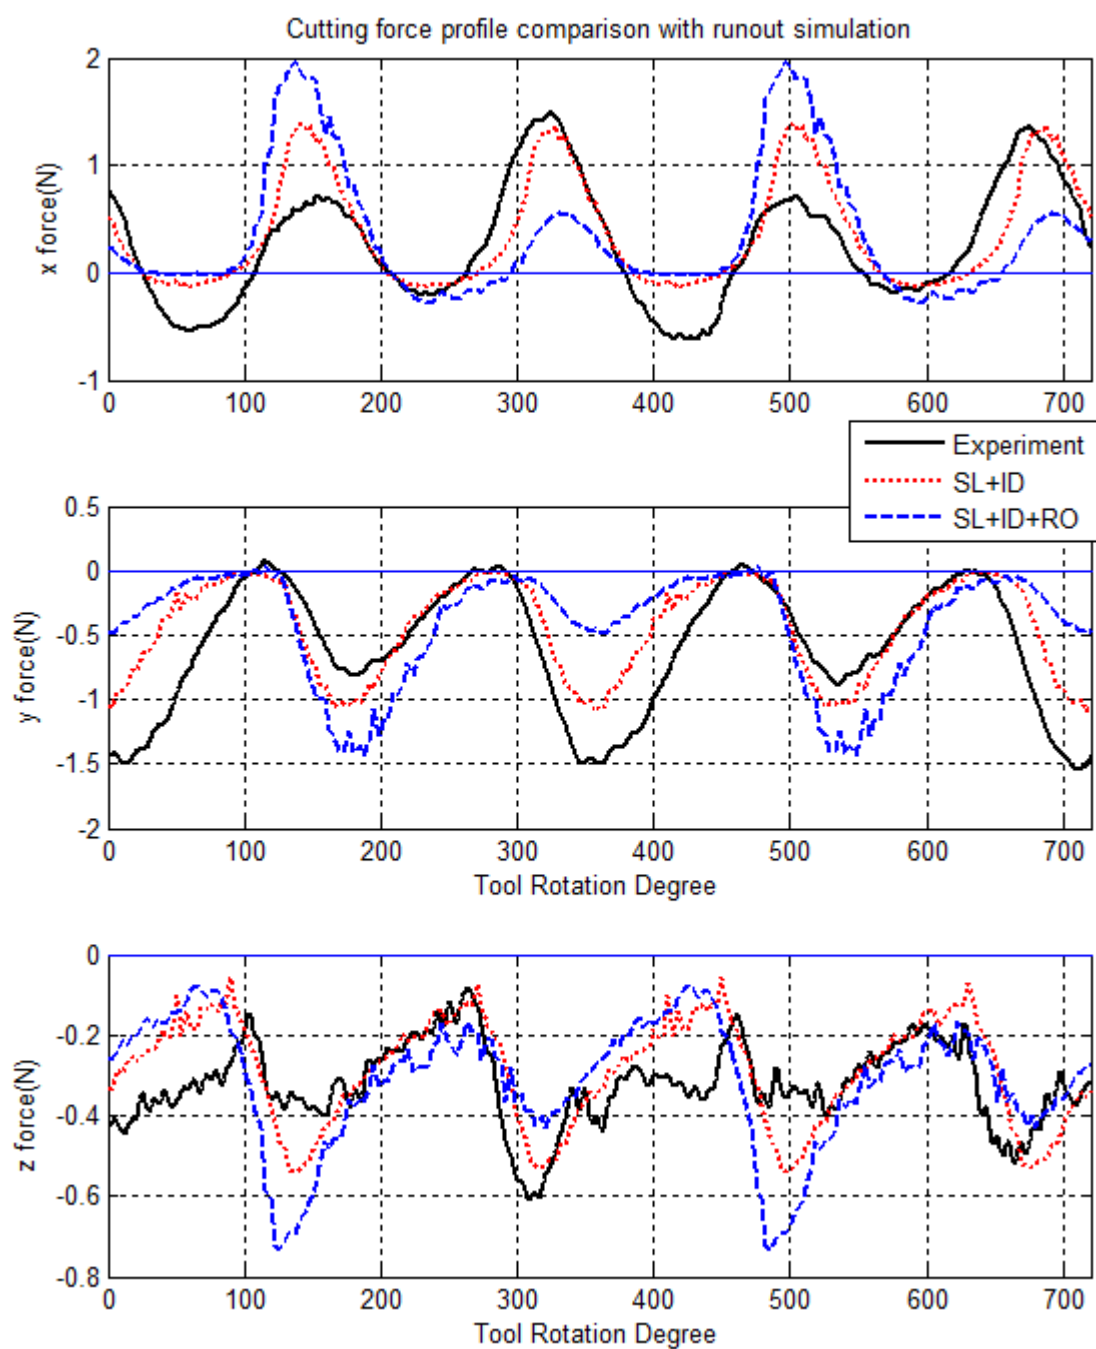 Cutting force profile comparison with runout simulation
2
1
0
-1
x force(N)
0 100 200 300 400 500 600 700
Experiment
SL+ID
SL+ID+RO
0.5
0
-0.5
-1
-1.5
-2
y force(N)
0 100 200 300 400 500 600 700
Tool Rotation Degree
0
-0.2
-0.4
-0.6
-0.8
z force(N)
0 100 200 300 400 500 600 700
Tool Rotation Degree